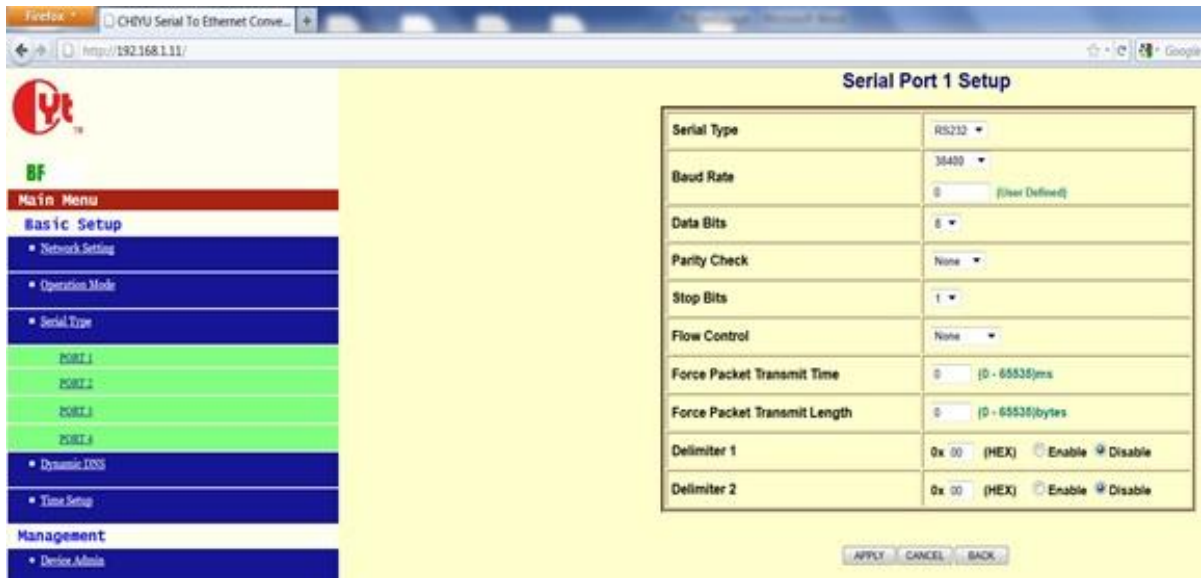 Firefox
CHIYU Serial To Ethernet Conve...
+
http://192.168.1.11/
Google
CYt
TM
BF
Main Menu
Basic Setup
Network Setting
Operation Mode
Serial Type
PORT 1
PORT 2
PORT 3
PORT 4
Dynamic DNS
Time Setup
Management
Device Admin
Serial Port 1 Setup
Serial Type RS232
Baud Rate 38400
0 (User Defined)
Data Bits 8
Parity Check None
Stop Bits 1
Flow Control None
Force Packet Transmit Time 0 (0 - 65535)ms
Force Packet Transmit Length 0 (0 - 65535)bytes
Delimiter 1 0x 00 (HEX) Enable Disable
Delimiter 2 0x 00 (HEX) Enable Disable
APPLY CANCEL BACK